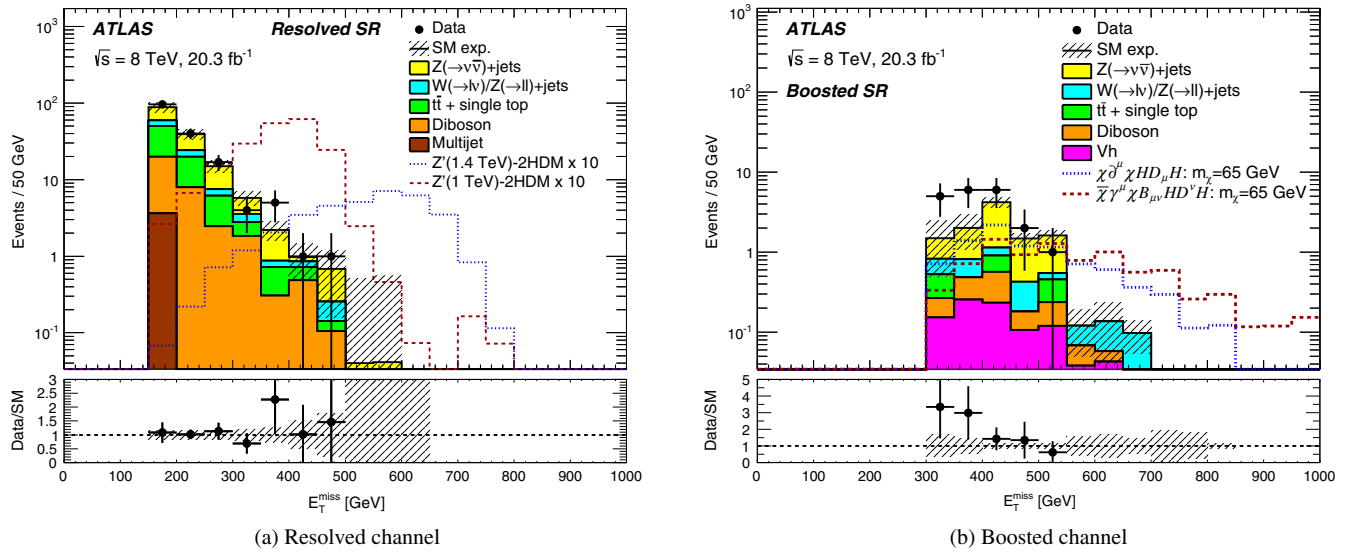 ATLAS Resolved SR
√s = 8 TeV, 20.3 fb⁻¹
Data
SM exp.
Z(→νν̄)+jets
W(→lν)/Z(→ll)+jets
tt̄ + single top
Diboson
Multijet
Z'(1.4 TeV)-2HDM x 10
Z'(1 TeV)-2HDM x 10
Events / 50 GeV
10³
10²
10
1
10⁻¹
Data/SM
3
2.5
2
1.5
1
0.5
0
0 100 200 300 400 500 600 700 800 900 1000
E_T^miss [GeV]
(a) Resolved channel
ATLAS
√s = 8 TeV, 20.3 fb⁻¹
Boosted SR
Data
SM exp.
Z(→νν̄)+jets
W(→lν)/Z(→ll)+jets
tt̄ + single top
Diboson
Vh
χ∂^μχHD_μH: m_χ=65 GeV
χ̄γ^μχB_μνHD^νH: m_χ=65 GeV
Events / 50 GeV
10³
10²
10
1
10⁻¹
Data/SM
5
4
3
2
1
0
0 100 200 300 400 500 600 700 800 900 1000
E_T^miss [GeV]
(b) Boosted channel